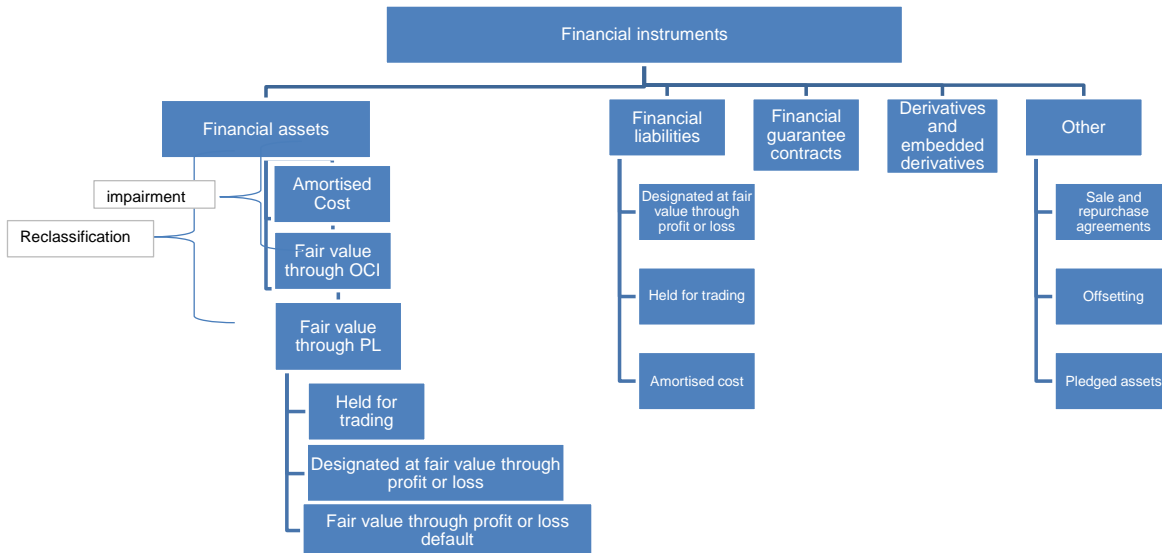 Financial instruments
Financial assets
Financial
liabilities
Financial
guarantee
contracts
Derivatives
and
embedded
derivatives
Other
impairment
Reclassification
Amortised
Cost
Fair value
through OCI
Fair value
through PL
Held for
trading
Designated at fair value through
profit or loss
Fair value through profit or loss
default
Designated at fair
value through
profit or loss
Held for trading
Amortised cost
Sale and
repurchase
agreements
Offsetting
Pledged assets